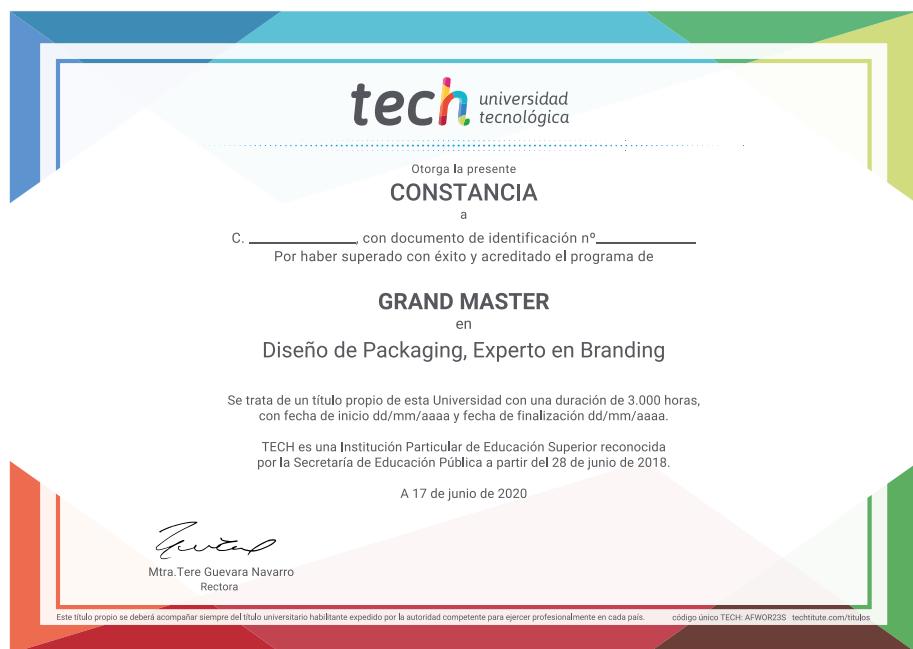 tech universidad
tecnológica
Otorga la presente
CONSTANCIA
a
C. ______________, con documento de identificación nº_____________
Por haber superado con éxito y acreditado el programa de
GRAND MASTER
en
Diseño de Packaging, Experto en Branding
Se trata de un título propio de esta Universidad con una duración de 3.000 horas,
con fecha de inicio dd/mm/aaaa y fecha de finalización dd/mm/aaaa.
TECH es una Institución Particular de Educación Superior reconocida
por la Secretaría de Educación Pública a partir del 28 de junio de 2018.
A 17 de junio de 2020
Mtra.Tere Guevara Navarro
Rectora
Este título propio se deberá acompañar siempre del título universitario habilitante expedido por la autoridad competente para ejercer profesionalmente en cada país. código único TECH: AFWOR23S techtitute.com/titulos